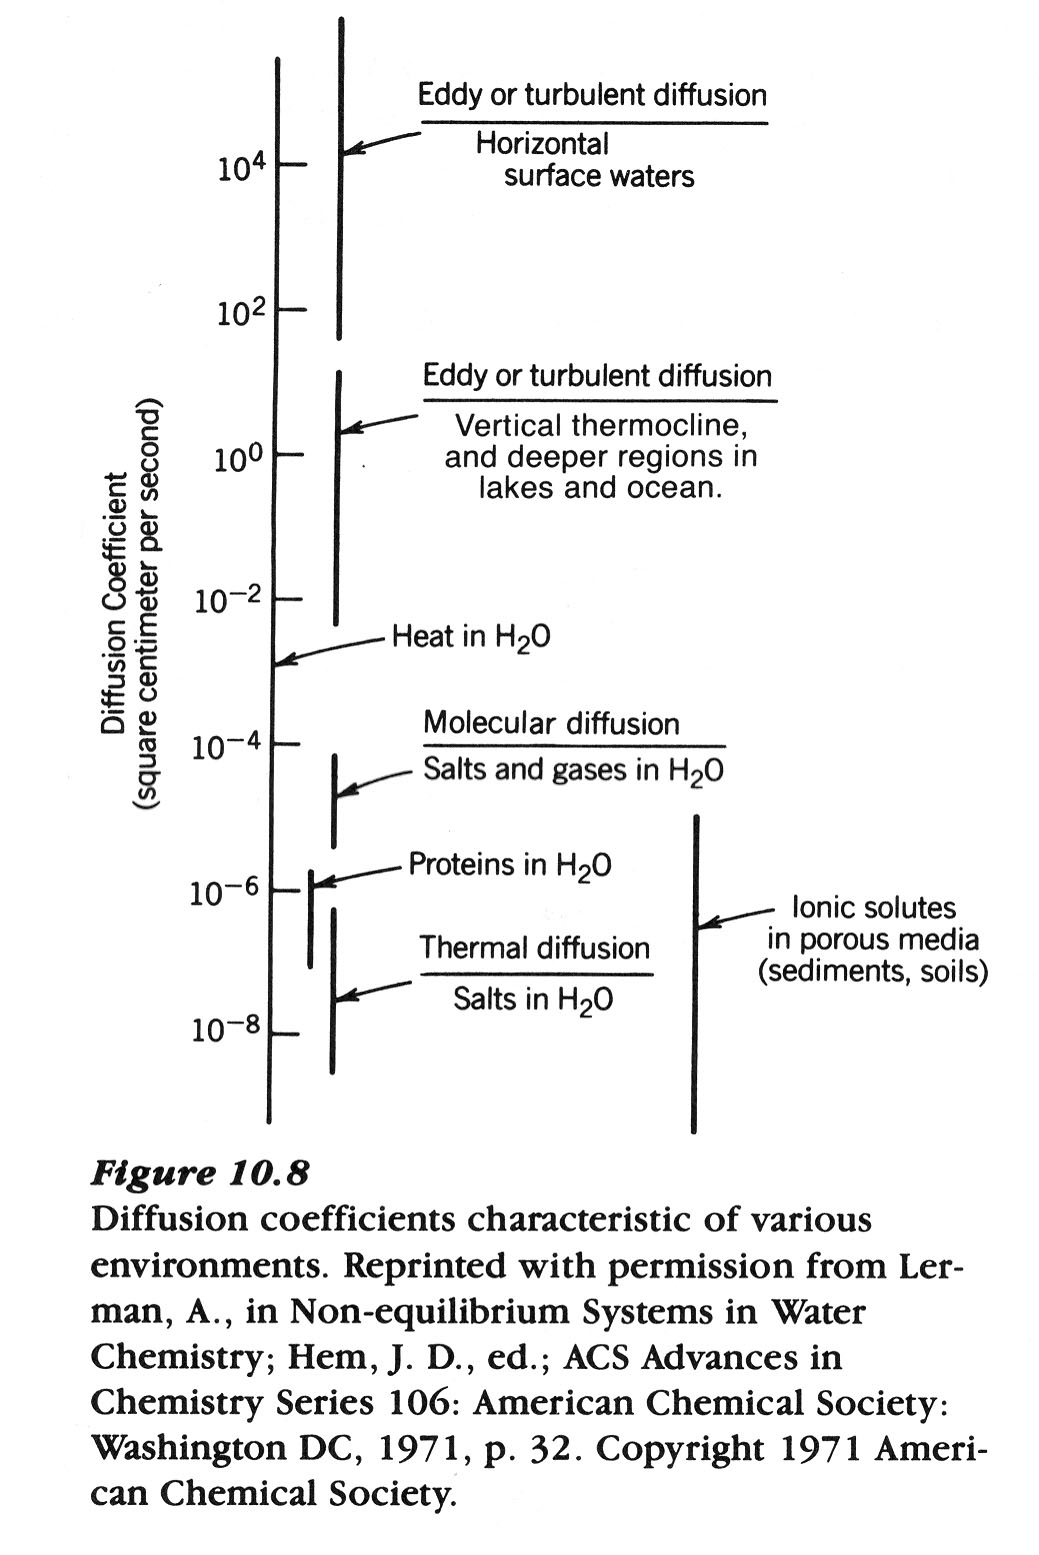 Eddy or turbulent diffusion
Horizontal
surface waters
10⁴
10²
Eddy or turbulent diffusion
Vertical thermocline,
and deeper regions in
lakes and ocean.
10⁰
Diffusion Coefficient
(square centimeter per second)
10⁻²
Heat in H₂O
Molecular diffusion
10⁻⁴
Salts and gases in H₂O
Proteins in H₂O
10⁻⁶
Ionic solutes
in porous media
(sediments, soils)
Thermal diffusion
Salts in H₂O
10⁻⁸
Figure 10.8
Diffusion coefficients characteristic of various
environments. Reprinted with permission from Ler-
man, A., in Non-equilibrium Systems in Water
Chemistry; Hem, J. D., ed.; ACS Advances in
Chemistry Series 106: American Chemical Society:
Washington DC, 1971, p. 32. Copyright 1971 Ameri-
can Chemical Society.